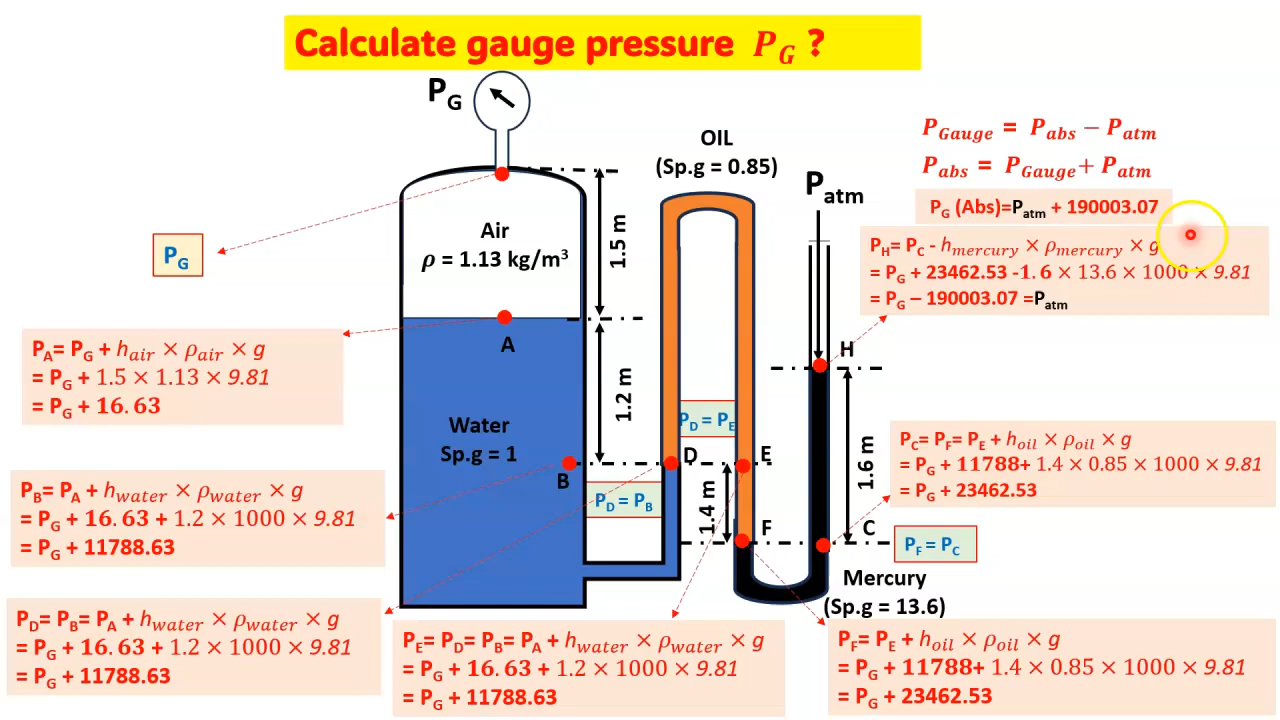 Calculate gauge pressure P_G ?
P_G
OIL
(Sp.g = 0.85)
P_atm
P_Gauge = P_abs − P_atm
P_abs = P_Gauge + P_atm
P_G (Abs)=P_atm + 190003.07
P_H= P_C - h_mercury × ρ_mercury × g
= P_G + 23462.53 -1.6 × 13.6 × 1000 × 9.81
= P_G − 190003.07 =P_atm
Air
ρ = 1.13 kg/m³
1.5 m
P_G
A
H
P_A= P_G + h_air × ρ_air × g
= P_G + 1.5 × 1.13 × 9.81
= P_G + 16.63
1.2 m
Water
Sp.g = 1
P_D = P_E
B
D
E
1.6 m
P_C= P_F= P_E + h_oil × ρ_oil × g
= P_G + 11788+ 1.4 × 0.85 × 1000 × 9.81
= P_G + 23462.53
P_B= P_A + h_water × ρ_water × g
= P_G + 16.63 + 1.2 × 1000 × 9.81
= P_G + 11788.63
P_D = P_B
1.4 m
F
C
P_F = P_C
Mercury
(Sp.g = 13.6)
P_D= P_B= P_A + h_water × ρ_water × g
= P_G + 16.63 + 1.2 × 1000 × 9.81
= P_G + 11788.63
P_E= P_D= P_B= P_A + h_water × ρ_water × g
= P_G + 16.63 + 1.2 × 1000 × 9.81
= P_G + 11788.63
P_F= P_E + h_oil × ρ_oil × g
= P_G + 11788+ 1.4 × 0.85 × 1000 × 9.81
= P_G + 23462.53